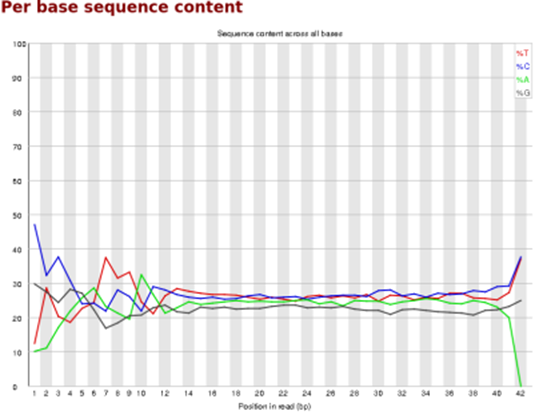 Per base sequence content
Sequence content across all bases
100
%T
%C
90
%A
%G
80
70
60
50
40
30
20
10
0
1 2 3 4 5 6 7 8 9 10 12 14 16 18 20 22 24 26 28 30 32 34 36 38 40 42
Position in read (bp)